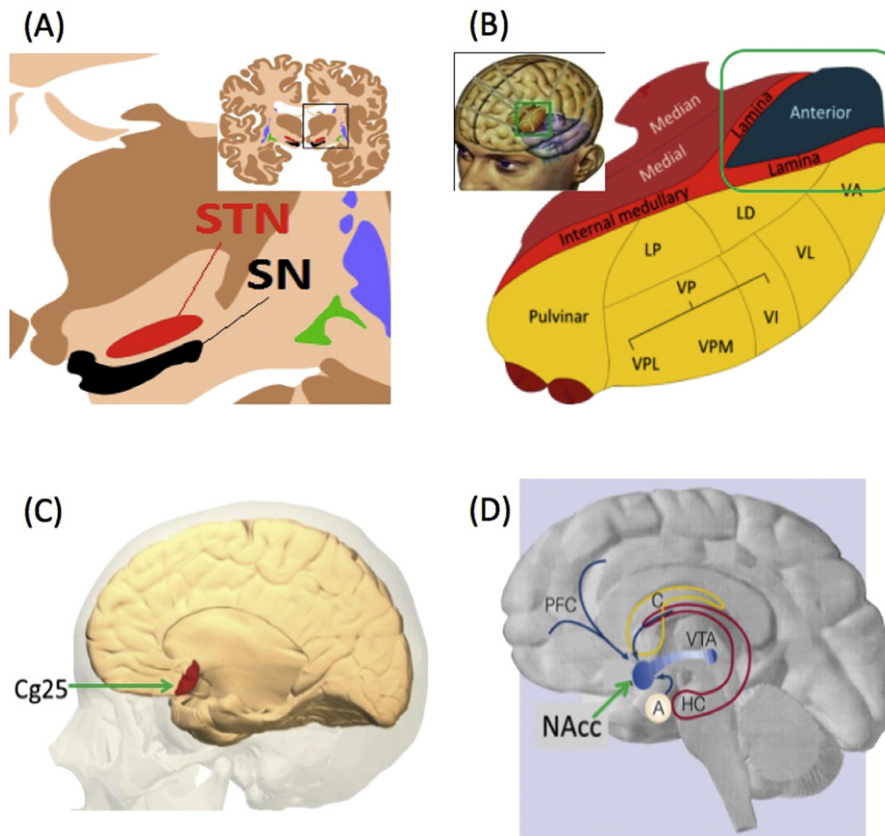 (A)
STN
SN
(B)
Median
Medial
Internal medullary
Lamina
Lamina
Anterior
VA
LD
LP
VL
VP
VI
Pulvinar
VPM
VPL
(C)
Cg25
(D)
PFC
C
VTA
NAcc
A
HC